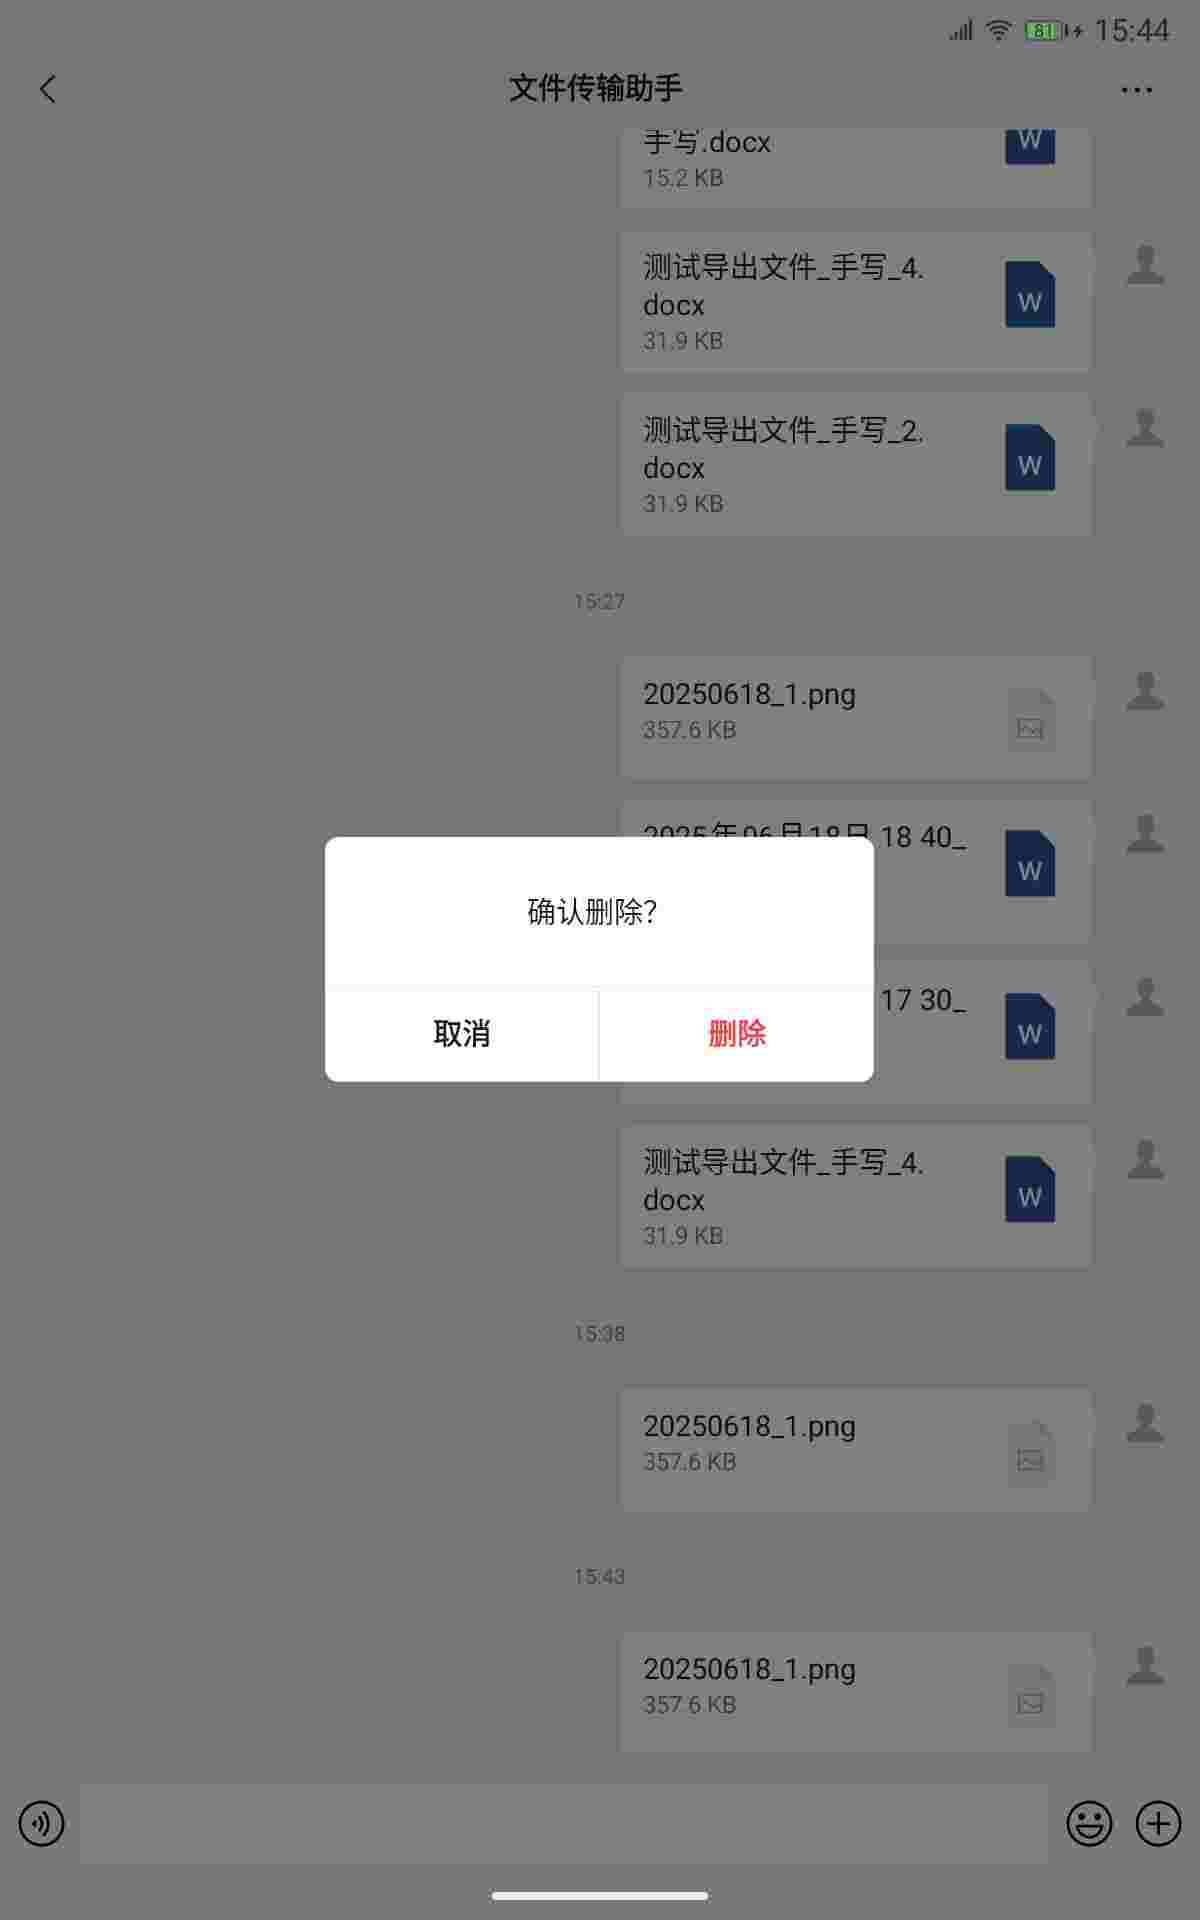 81 15:44
文件传输助手
手写.docx
15.2 KB
测试导出文件_手写_4.
docx
W
31.9 KB
测试导出文件_手写_2.
docx
W
31.9 KB
15:27
20250618_1.png
357.6 KB
2025年06月18日 18 40_
W
确认删除?
17 30_
W
取消 删除
测试导出文件_手写_4.
docx
W
31.9 KB
15:38
20250618_1.png
357.6 KB
15:43
20250618_1.png
357.6 KB